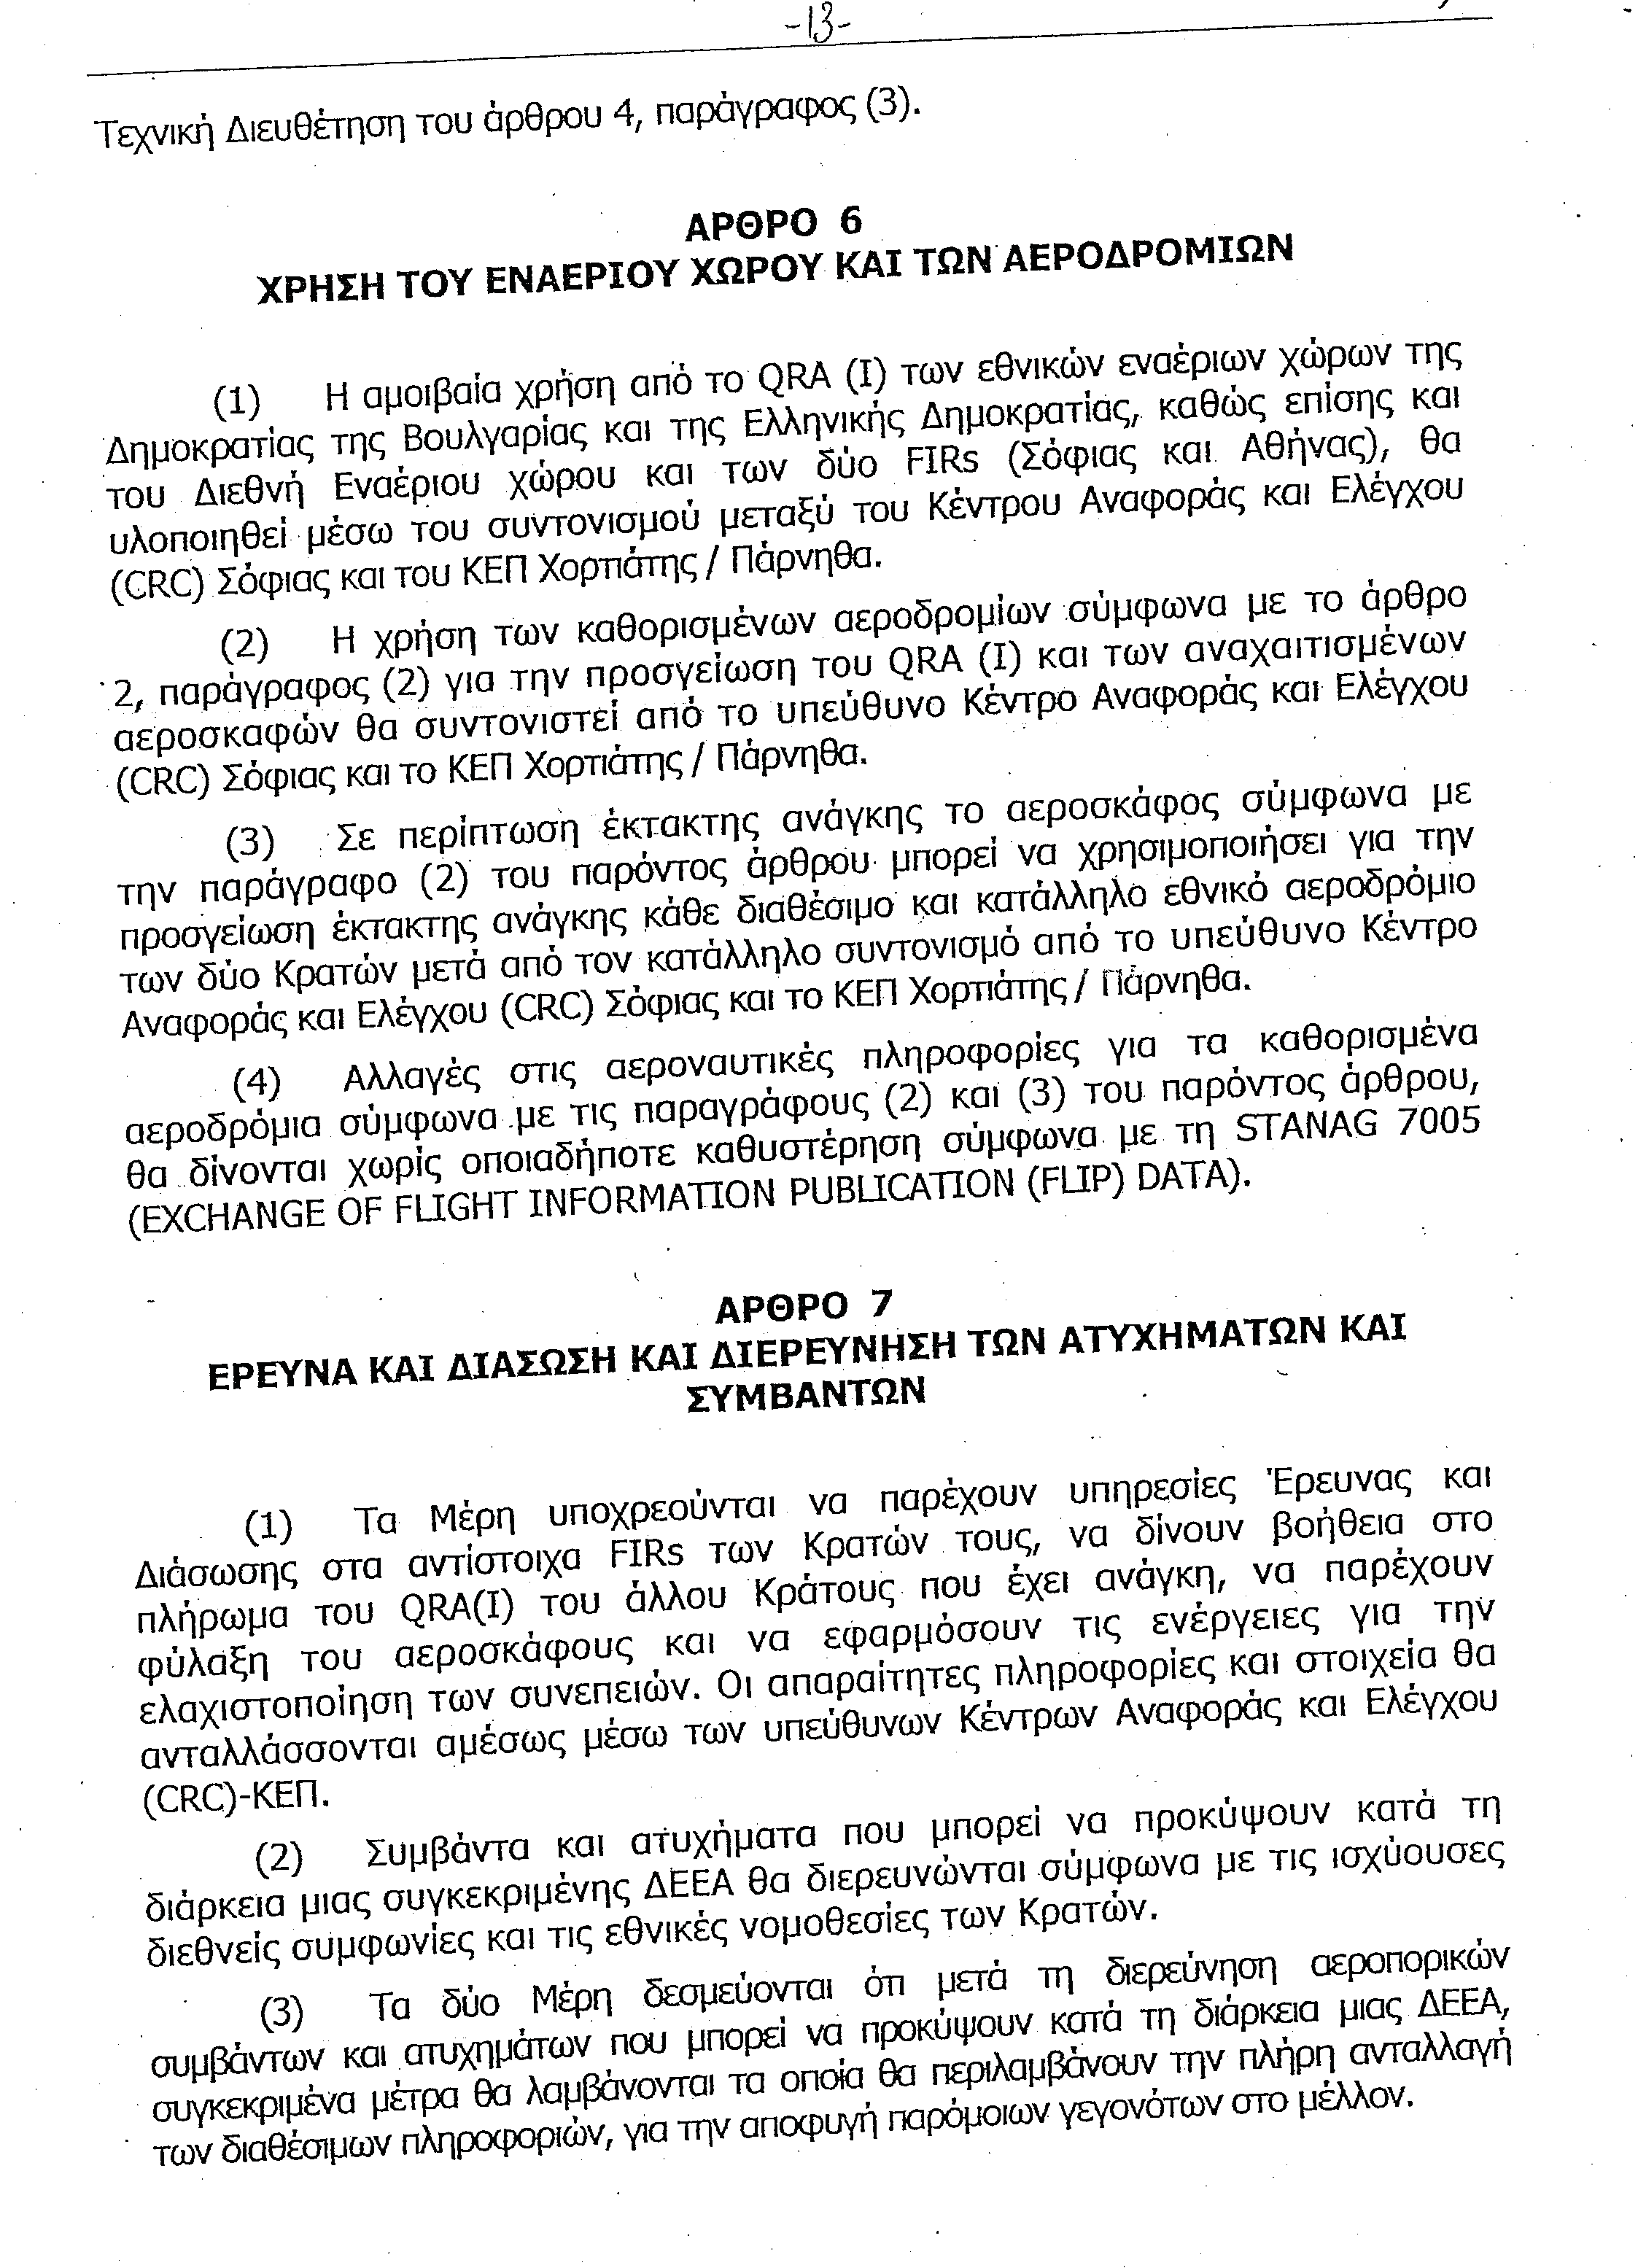 -13-
Τεχνική Διευθέτηση του άρθρου 4, παράγραφος (3).
ΑΡΘΡΟ 6
ΧΡΗΣΗ ΤΟΥ ΕΝΑΕΡΙΟΥ ΧΩΡΟΥ ΚΑΙ ΤΩΝ ΑΕΡΟΔΡΟΜΙΩΝ
(1) Η αμοιβαία χρήση από το QRA (I) των εθνικών εναέριων χώρων της
Δημοκρατίας της Βουλγαρίας και της Ελληνικής Δημοκρατίας, καθώς επίσης και
του Διεθνή Εναέριου χώρου και των δύο FIRs (Σόφιας και Αθήνας), θα
υλοποιηθεί μέσω του συντονισμού μεταξύ του Κέντρου Αναφοράς και Ελέγχου
(CRC) Σόφιας και του ΚΕΠ Χορτιάτης / Πάρνηθα.
(2) Η χρήση των καθορισμένων αεροδρομίων σύμφωνα με το άρθρο
2, παράγραφος (2) για την προσγείωση του QRA (I) και των αναχαιτισμένων
αεροσκαφών θα συντονιστεί από το υπεύθυνο Κέντρο Αναφοράς και Ελέγχου
(CRC) Σόφιας και το ΚΕΠ Χορτιάτης / Πάρνηθα.
(3) Σε περίπτωση έκτακτης ανάγκης το αεροσκάφος σύμφωνα με
την παράγραφο (2) του παρόντος άρθρου μπορεί να χρησιμοποιήσει για την
προσγείωση έκτακτης ανάγκης κάθε διαθέσιμο και κατάλληλο εθνικό αεροδρόμιο
των δύο Κρατών μετά από τον κατάλληλο συντονισμό από το υπεύθυνο Κέντρο
Αναφοράς και Ελέγχου (CRC) Σόφιας και το ΚΕΠ Χορτιάτης / Πάρνηθα.
(4) Αλλαγές στις αεροναυτικές πληροφορίες για τα καθορισμένα
αεροδρόμια σύμφωνα με τις παραγράφους (2) και (3) του παρόντος άρθρου,
θα δίνονται χωρίς οποιαδήποτε καθυστέρηση σύμφωνα με τη STANAG 7005
(EXCHANGE OF FLIGHT INFORMATION PUBLICATION (FLIP) DATA).
ΑΡΘΡΟ 7
ΕΡΕΥΝΑ ΚΑΙ ΔΙΑΣΩΣΗ ΚΑΙ ΔΙΕΡΕΥΝΗΣΗ ΤΩΝ ΑΤΥΧΗΜΑΤΩΝ ΚΑΙ
ΣΥΜΒΑΝΤΩΝ
(1) Τα Μέρη υποχρεούνται να παρέχουν υπηρεσίες Έρευνας και
Διάσωσης στα αντίστοιχα FIRs των Κρατών τους, να δίνουν βοήθεια στο
πλήρωμα του QRA(I) του άλλου Κράτους που έχει ανάγκη, να παρέχουν
φύλαξη του αεροσκάφους και να εφαρμόσουν τις ενέργειες για την
ελαχιστοποίηση των συνεπειών. Οι απαραίτητες πληροφορίες και στοιχεία θα
ανταλλάσσονται αμέσως μέσω των υπεύθυνων Κέντρων Αναφοράς και Ελέγχου
(CRC)-ΚΕΠ.
(2) Συμβάντα και ατυχήματα που μπορεί να προκύψουν κατά τη
διάρκεια μιας συγκεκριμένης ΔΕΕΑ θα διερευνώνται σύμφωνα με τις ισχύουσες
διεθνείς συμφωνίες και τις εθνικές νομοθεσίες των Κρατών.
(3) Τα δύο Μέρη δεσμεύονται ότι μετά τη διερεύνηση αεροπορικών
συμβάντων και ατυχημάτων που μπορεί να προκύψουν κατά τη διάρκεια μιας ΔΕΕΑ,
συγκεκριμένα μέτρα θα λαμβάνονται τα οποία θα περιλαμβάνουν την πλήρη ανταλλαγή
των διαθέσιμων πληροφοριών, για την αποφυγή παρόμοιων γεγονότων στο μέλλον.